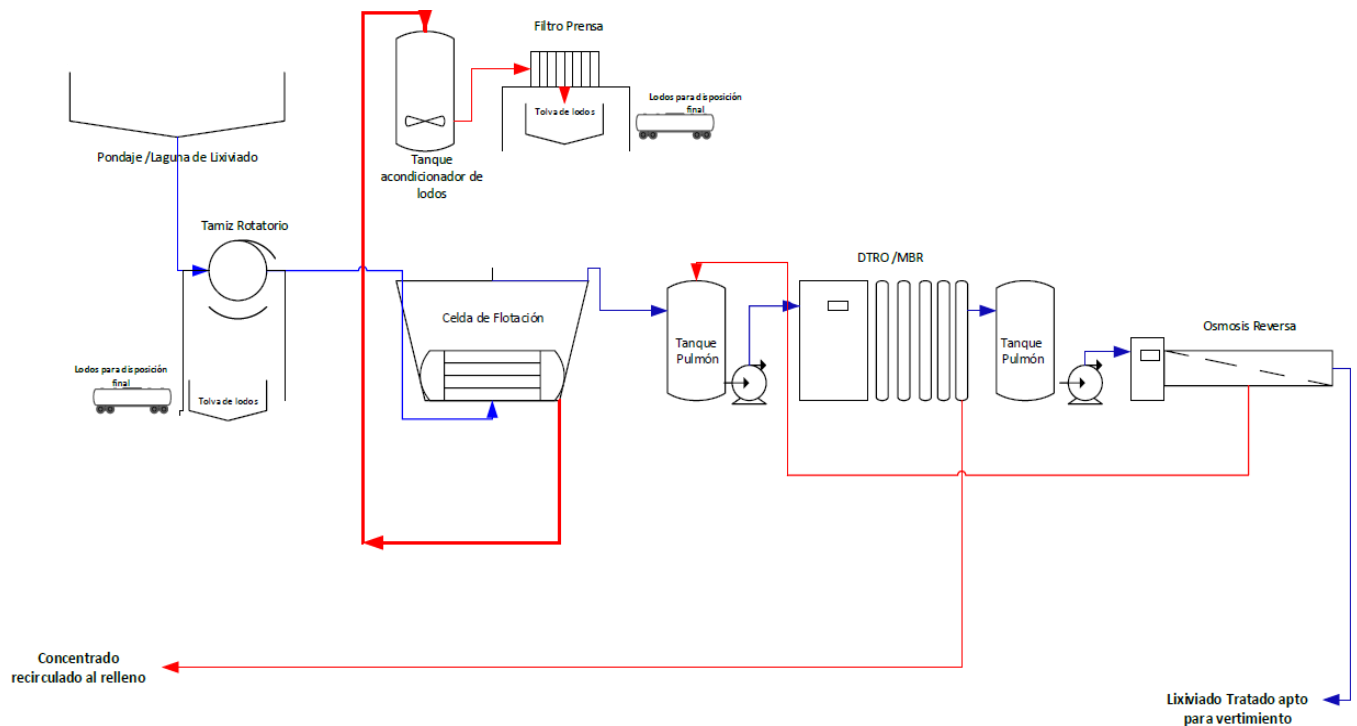 Filtro Prensa
Lodos para disposición
final
Tolva de lodos
Pondaje /Laguna de Lixiviado
Tanque
acondicionador de
lodos
Tamiz Rotatorio
DTRO /MBR
Celda de Flotación
Osmosis Reversa
Tanque
Pulmón
Tanque
Pulmón
Lodos para disposición
final
Tolva de lodos
Concentrado
recirculado al relleno
Lixiviado Tratado apto
para vertimiento